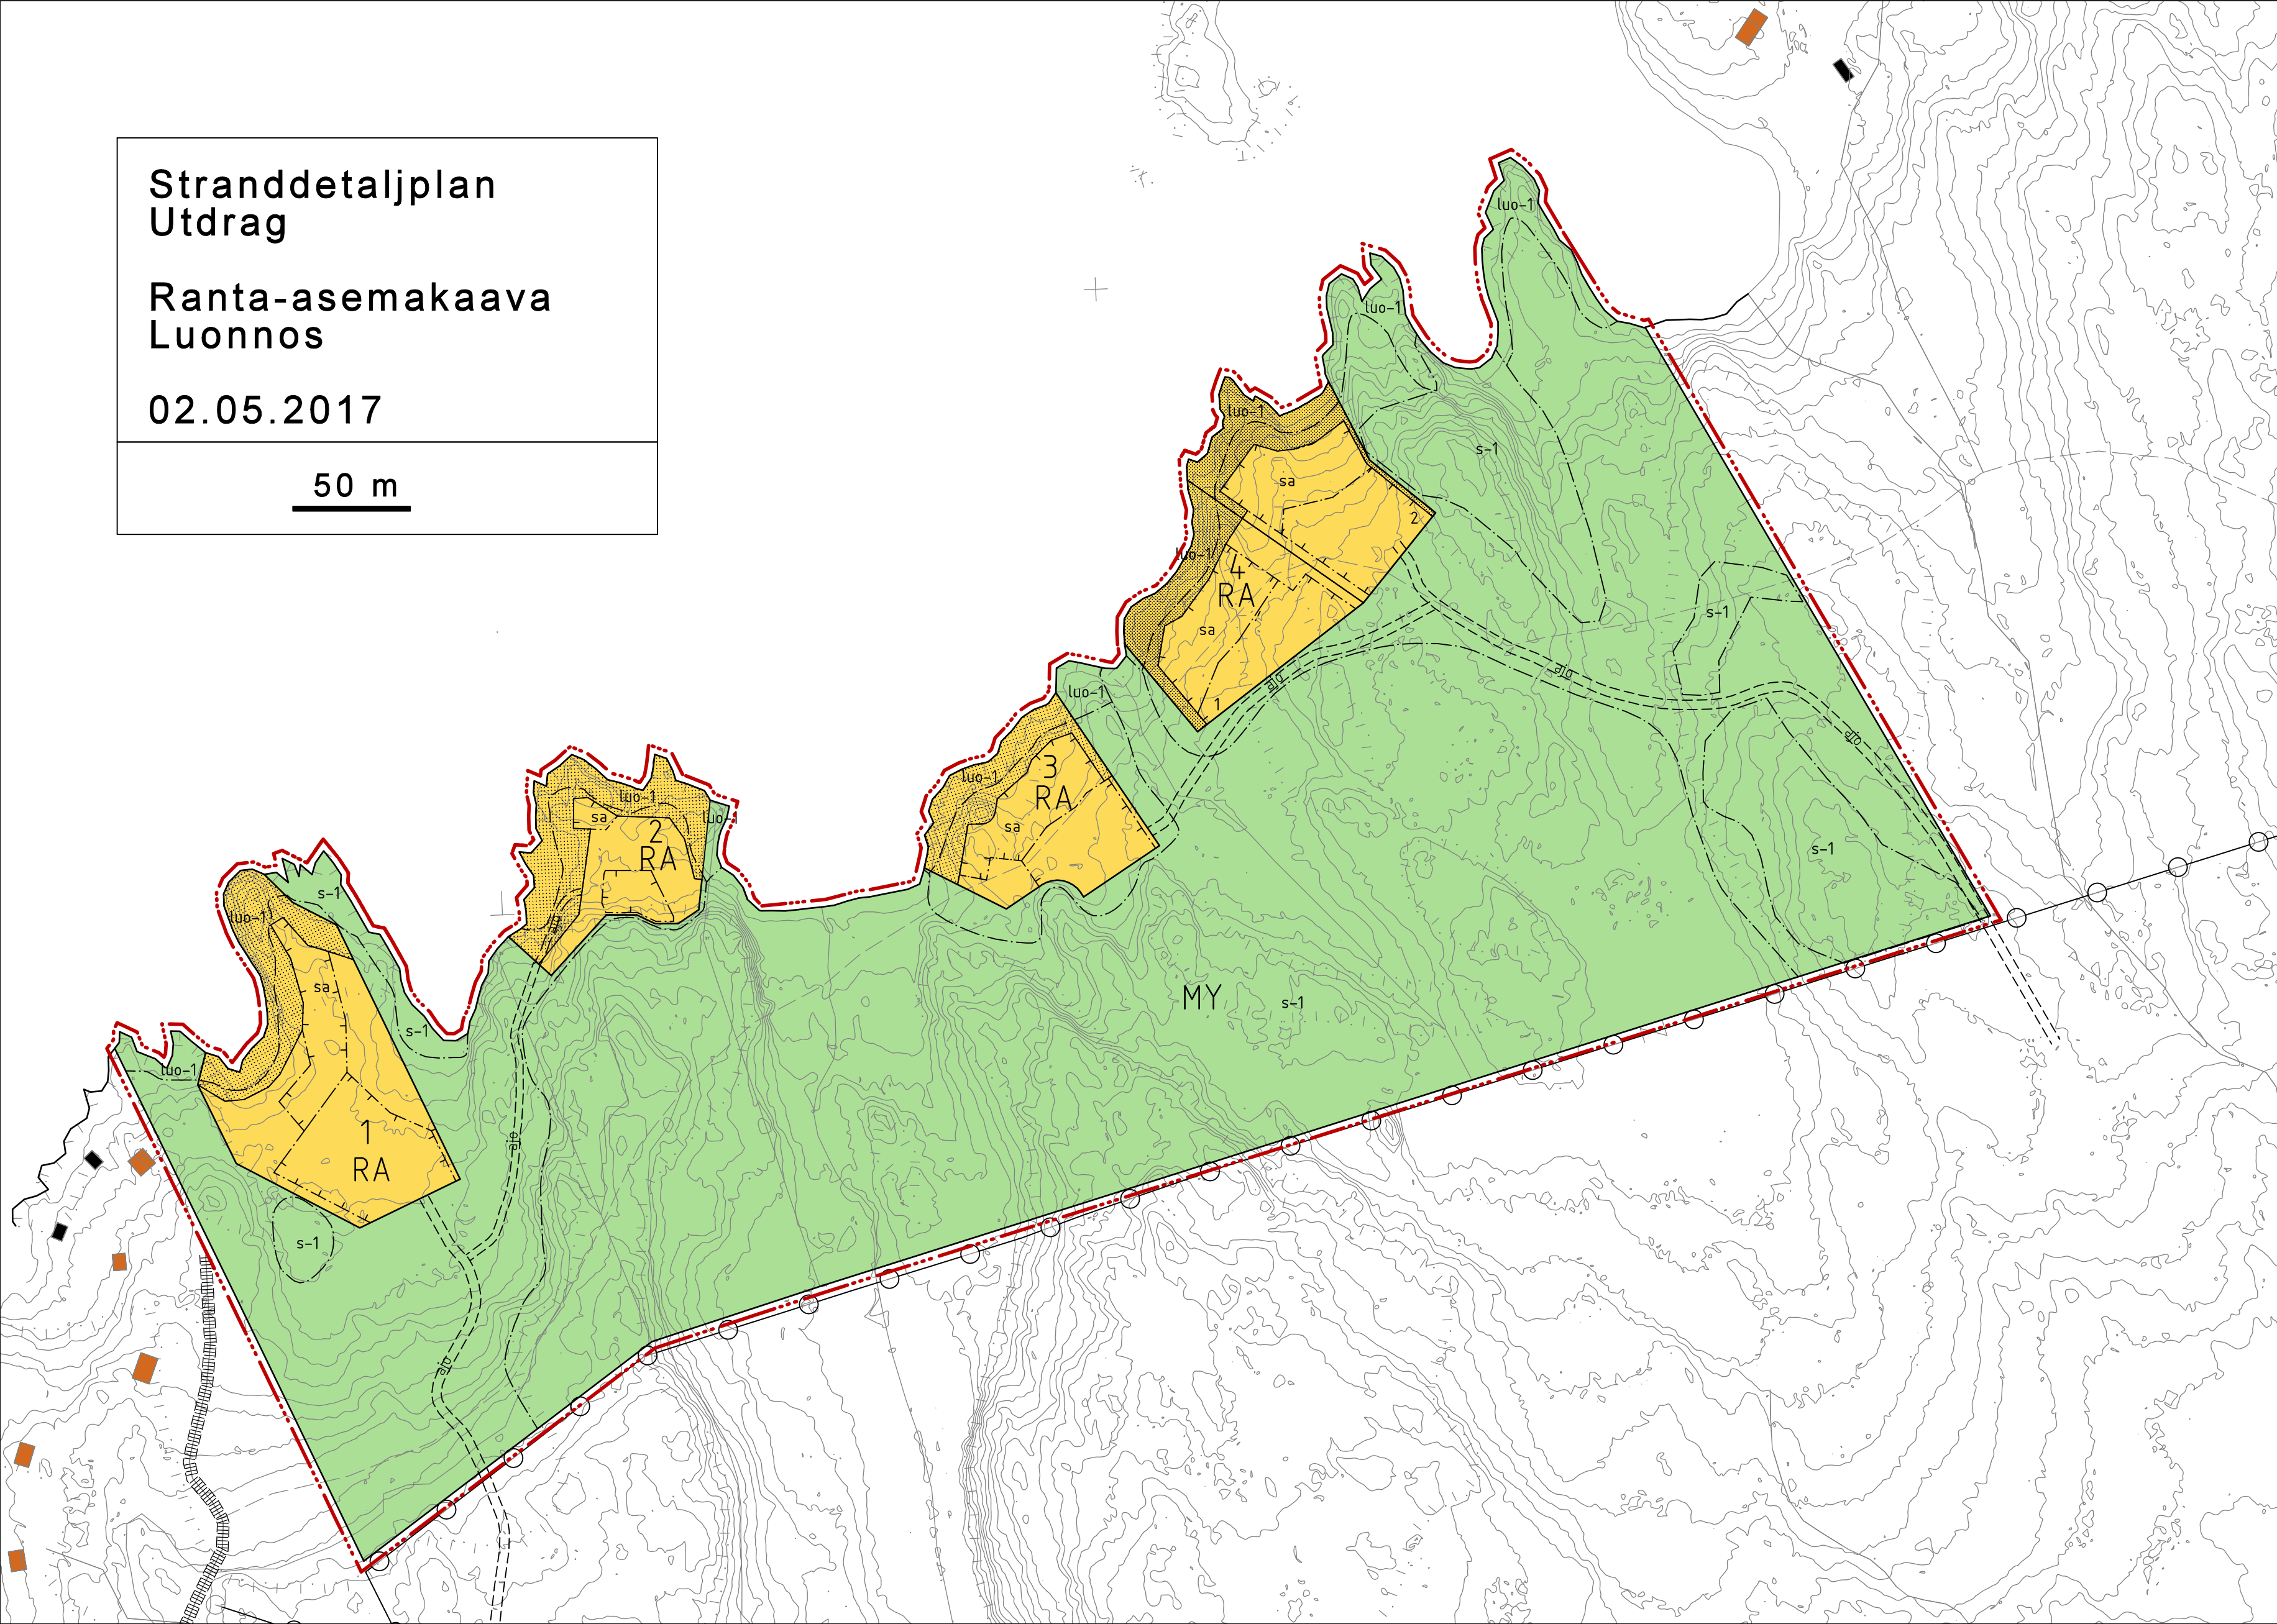 Stranddetaljplan
Utdrag
Ranta-asemakaava
Luonnos
02.05.2017
50 m
luo-1
luo-1
luo-1
s-1
sa
2
luo-1
4
RA
sa
s-1
luo-1
ajo
ajo
1
3
luo-1
RA
ajo
luo-1
sa
luo-1
2
sa
RA
s-1
s-1
luo-1
ajo
sa
MY
s-1
s-1
luo-1
1
ajo
RA
s-1
ajo